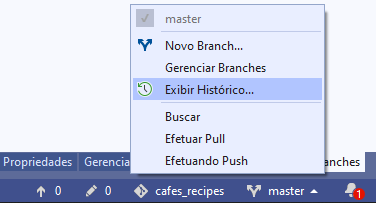 master
Novo Branch...
Gerenciar Branches
Exibir Histórico...
Buscar
Efetuar Pull
Efetuando Push
Propriedades Gerencia anches
0 0 cafes_recipes master 1